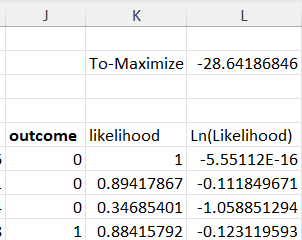 J K L
To-Maximize -28.64186846
outcome likelihood Ln(Likelihood)
0 1 -5.55112E-16
0 0.89417867 -0.111849671
0 0.34685401 -1.058851294
1 0.88415792 -0.123119593